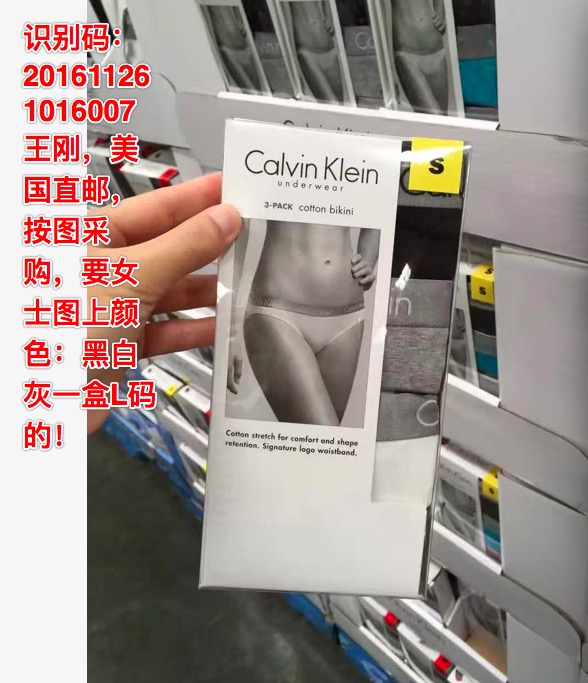 识别码：
20161126
1016007
王刚，美
国直邮，
按图采
购，要女
士图上颜
色：黑白
灰一盒L码
的！
Calvin Klein
underwear
3-PACK cotton bikini
S
Cotton stretch for comfort and shape
retention. Signature logo waistband.
S
S